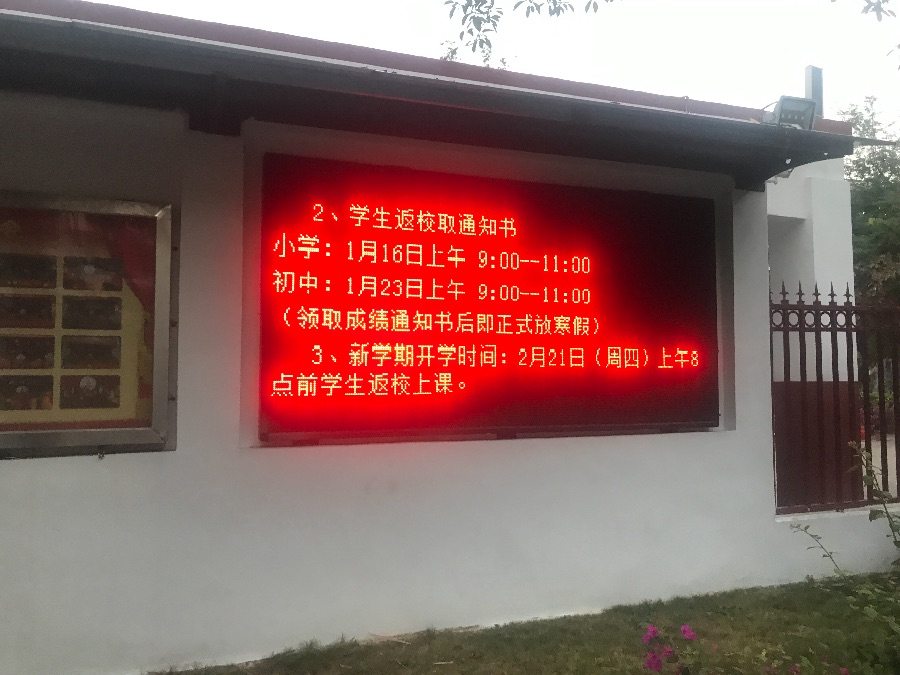 2、学生返校取通知书
小学：1月16日上午 9:00--11:00
初中：1月23日上午 9:00--11:00
（领取成绩通知书后即正式放寒假）
3、新学期开学时间：2月21日（周四）上午8
点前学生返校上课。